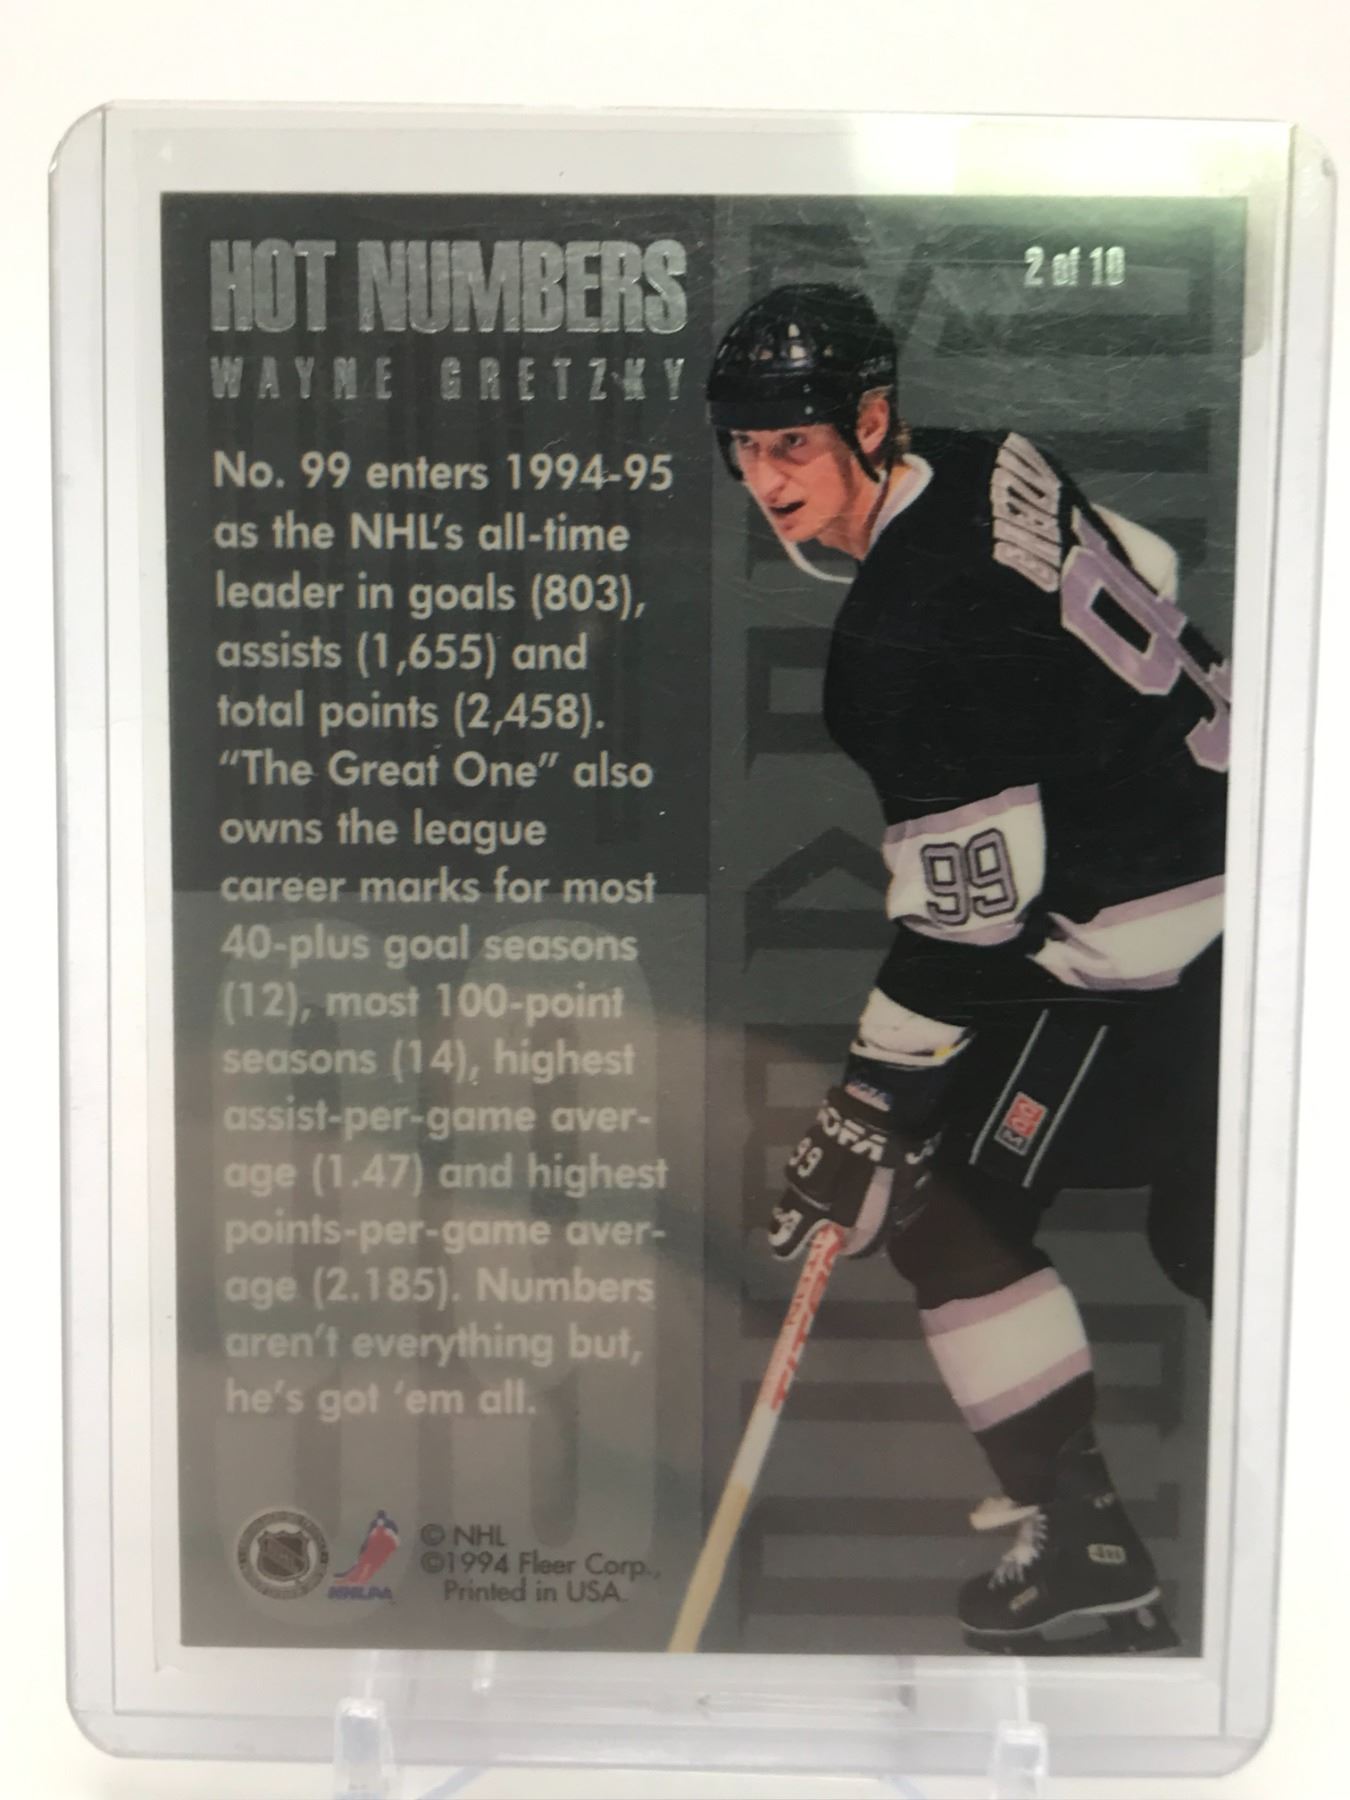 HOT NUMBERS
2 of 10
WAYNE GRETZKY
No. 99 enters 1994-95
as the NHL's all-time
leader in goals (803),
assists (1,655) and
total points (2,458).
"The Great One" also
owns the league
career marks for most
40-plus goal seasons
(12), most 100-point
seasons (14), highest
assist-per-game aver-
age (1.47) and highest
points-per-game aver-
age (2.185). Numbers
aren't everything but,
he's got 'em all.
GRETZKY
99
99
99
NHLPA
© NHL
©1994 Fleer Corp.,
Printed in USA.